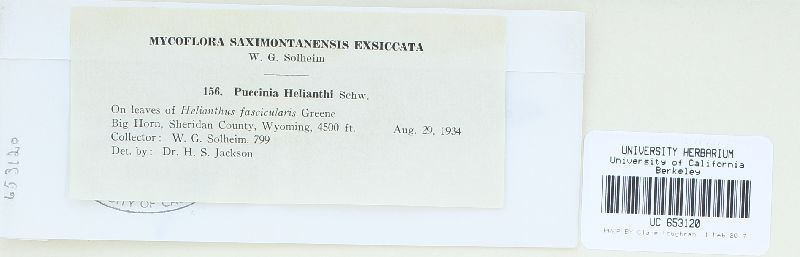 MYCOFLORA SAXIMONTANENSIS EXSICCATA
W. G. Solheim
156. Puccinia Helianthi Schw.
On leaves of Helianthus fascicularis Greene
Big Horn, Sheridan County, Wyoming, 4500 ft. Aug. 29, 1934
Collector: W. G. Solheim. 799
Det. by: Dr. H. S. Jackson
653120
UNIVERSITY HERBARIUM
University of California
Berkeley
UC 653120